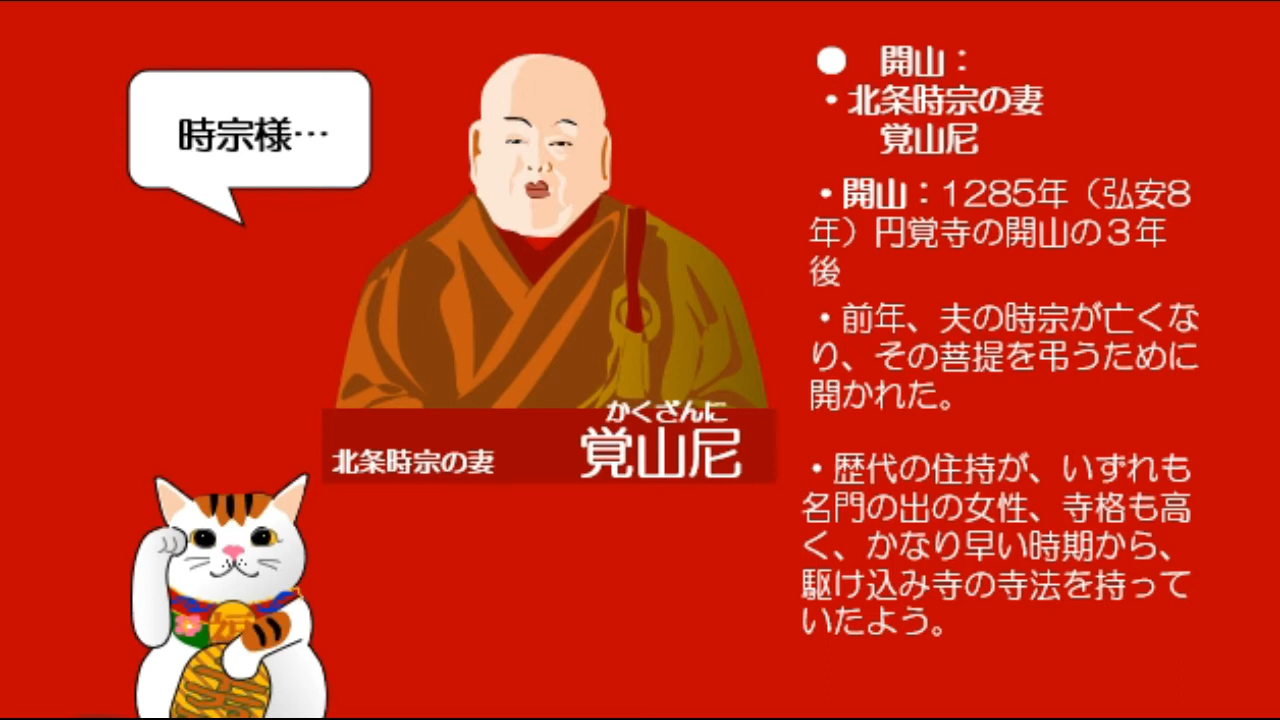 時宗様…
かくざんに
北条時宗の妻 覚山尼
●　開山：
・北条時宗の妻
覚山尼
・開山：1285年（弘安8
年）円覚寺の開山の３年
後
・前年、夫の時宗が亡くな
り、その菩提を弔うために
開かれた。
・歴代の住持が、いずれも
名門の出の女性、寺格も高
く、かなり早い時期から、
駆け込み寺の寺法を持って
いたよう。